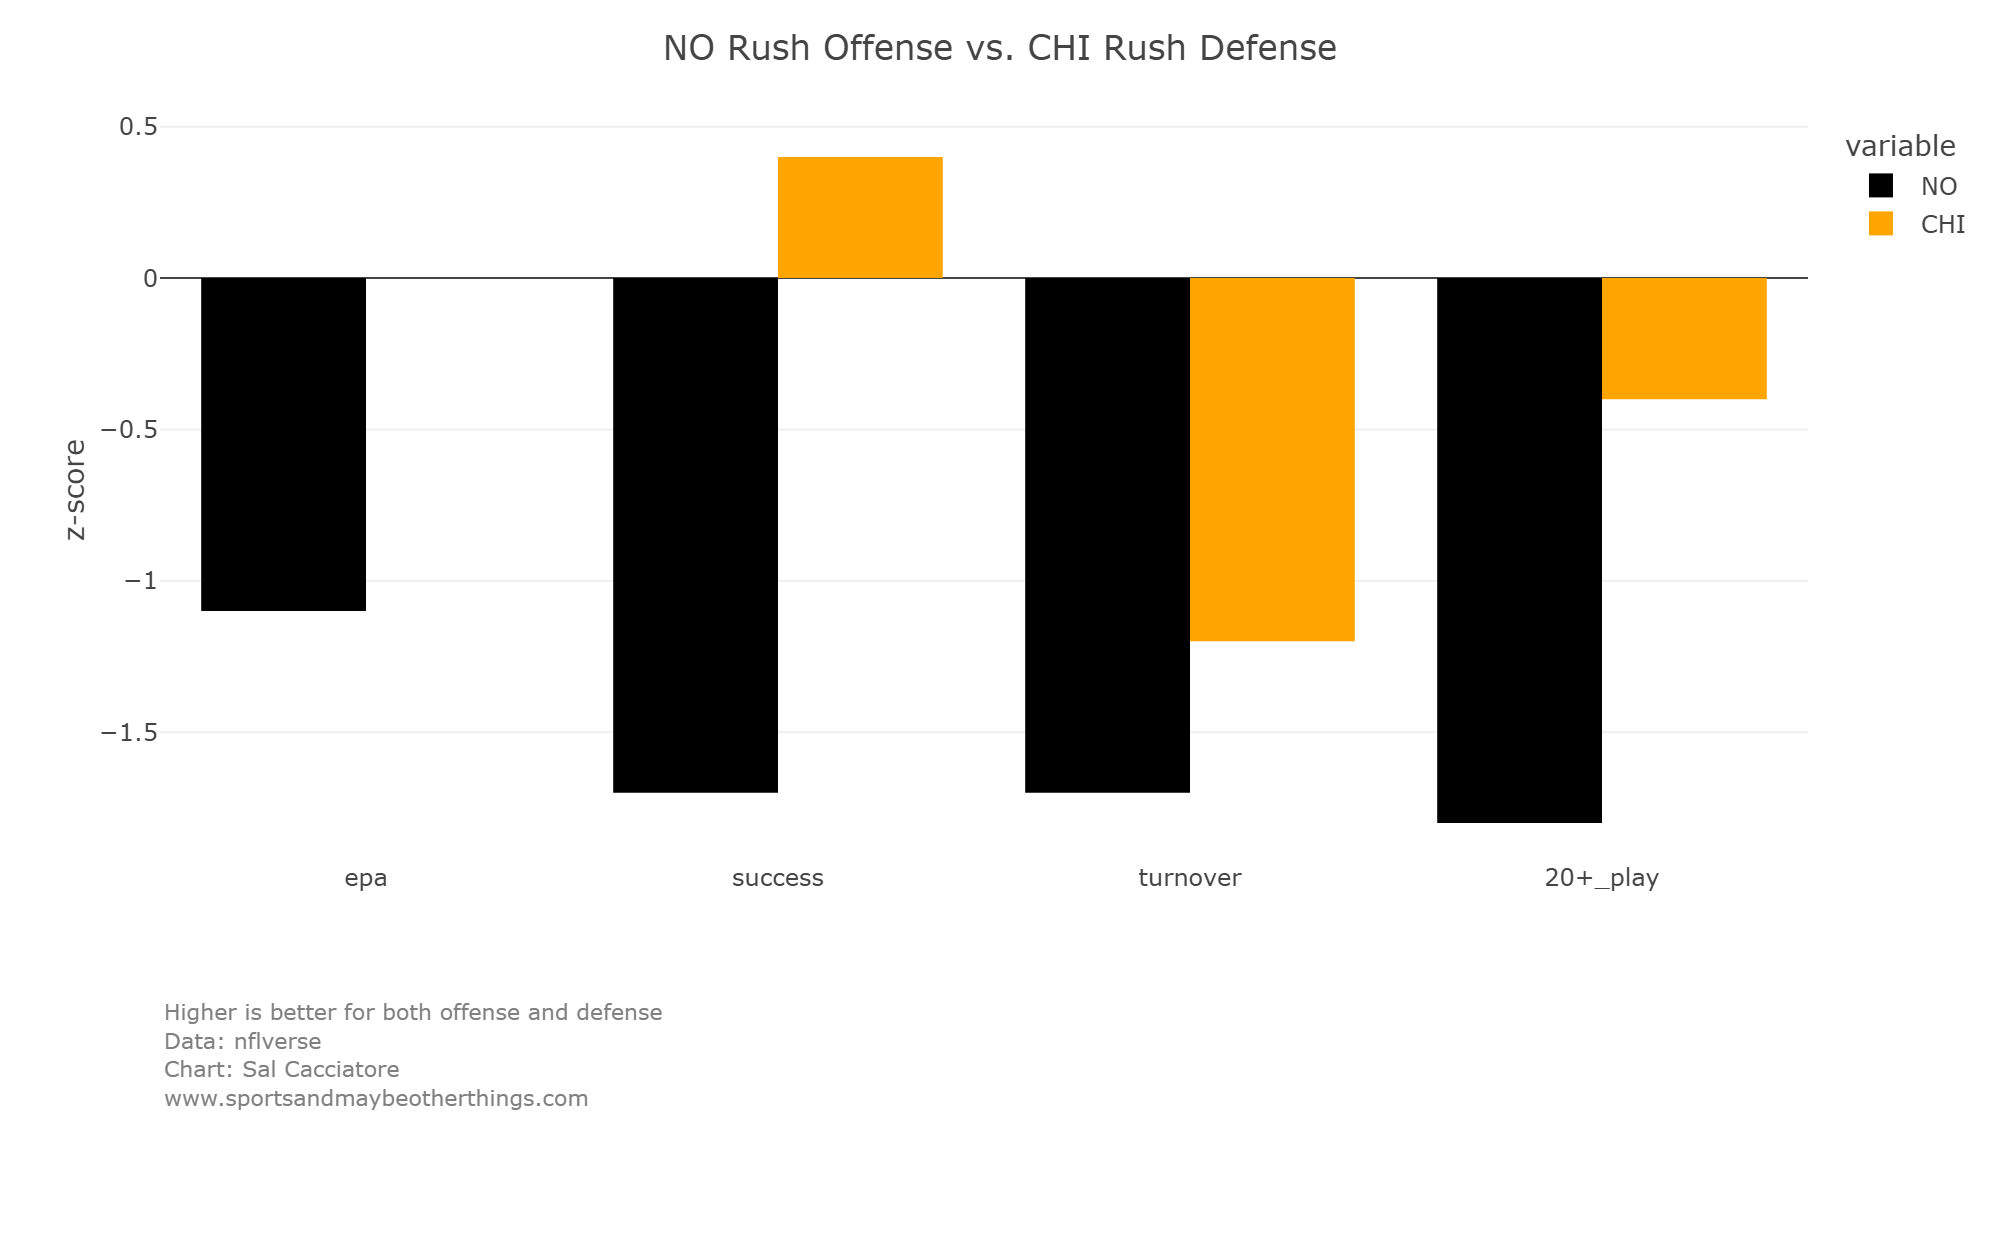 NO Rush Offense vs. CHI Rush Defense
variable
NO
CHI
z-score
0.5
0
−0.5
−1
−1.5
epa
success
turnover
20+_play
Higher is better for both offense and defense
Data: nflverse
Chart: Sal Cacciatore
www.sportsandmaybeotherthings.com